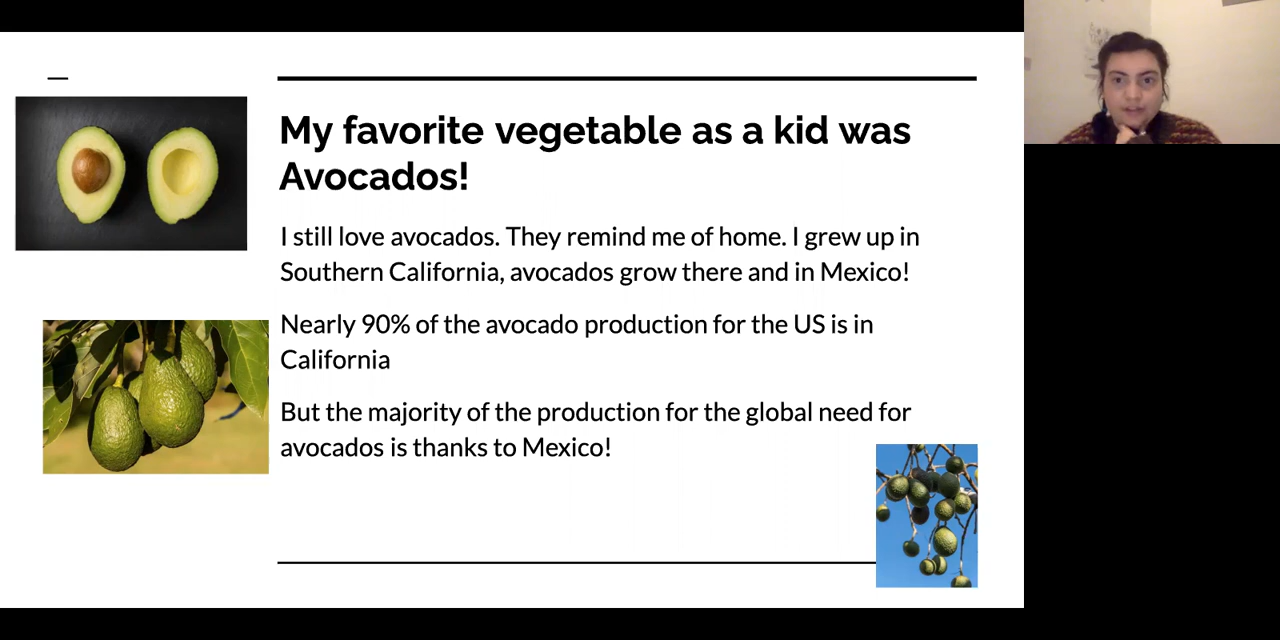 My favorite vegetable as a kid was
Avocados!
I still love avocados. They remind me of home. I grew up in
Southern California, avocados grow there and in Mexico!
Nearly 90% of the avocado production for the US is in
California
But the majority of the production for the global need for
avocados is thanks to Mexico!